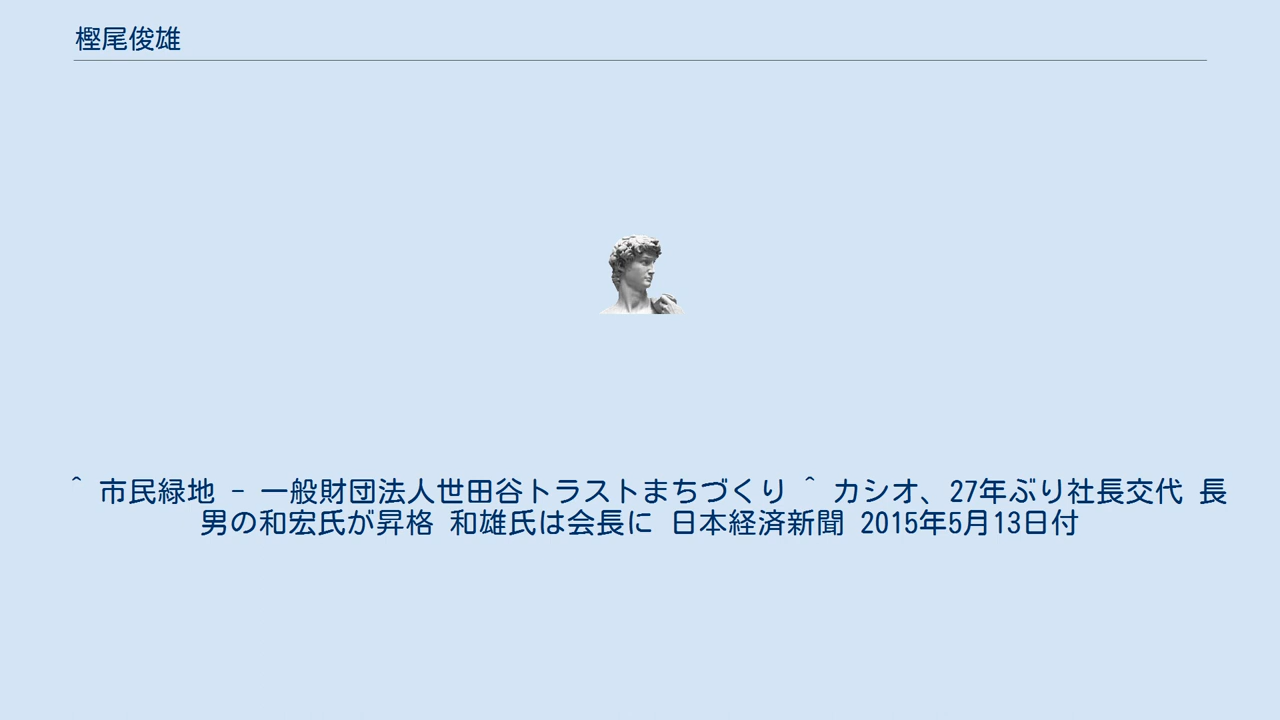 樫尾俊雄
^ 市民緑地 - 一般財団法人世田谷トラストまちづくり ^ カシオ、27年ぶり社長交代 長
男の和宏氏が昇格 和雄氏は会長に 日本経済新聞 2015年5月13日付